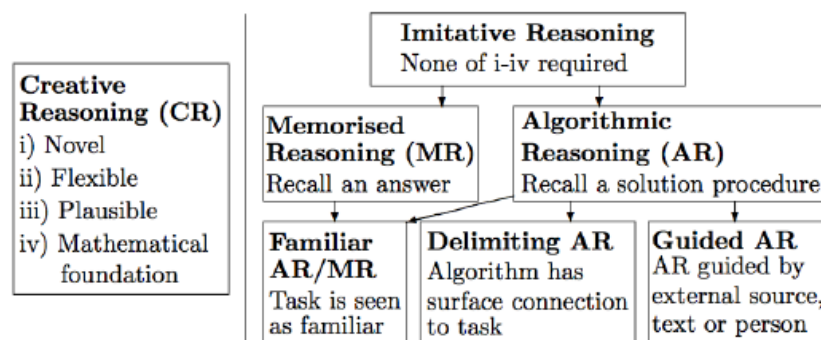 Creative
Reasoning (CR)
i) Novel
ii) Flexible
iii) Plausible
iv) Mathematical
foundation
Imitative Reasoning
None of i-iv required
Memorised
Reasoning (MR)
Recall an answer
Algorithmic
Reasoning (AR)
Recall a solution procedure
Familiar
AR/MR
Task is seen
as familiar
Delimiting AR
Algorithm has
surface connection
to task
Guided AR
AR guided by
external source,
text or person